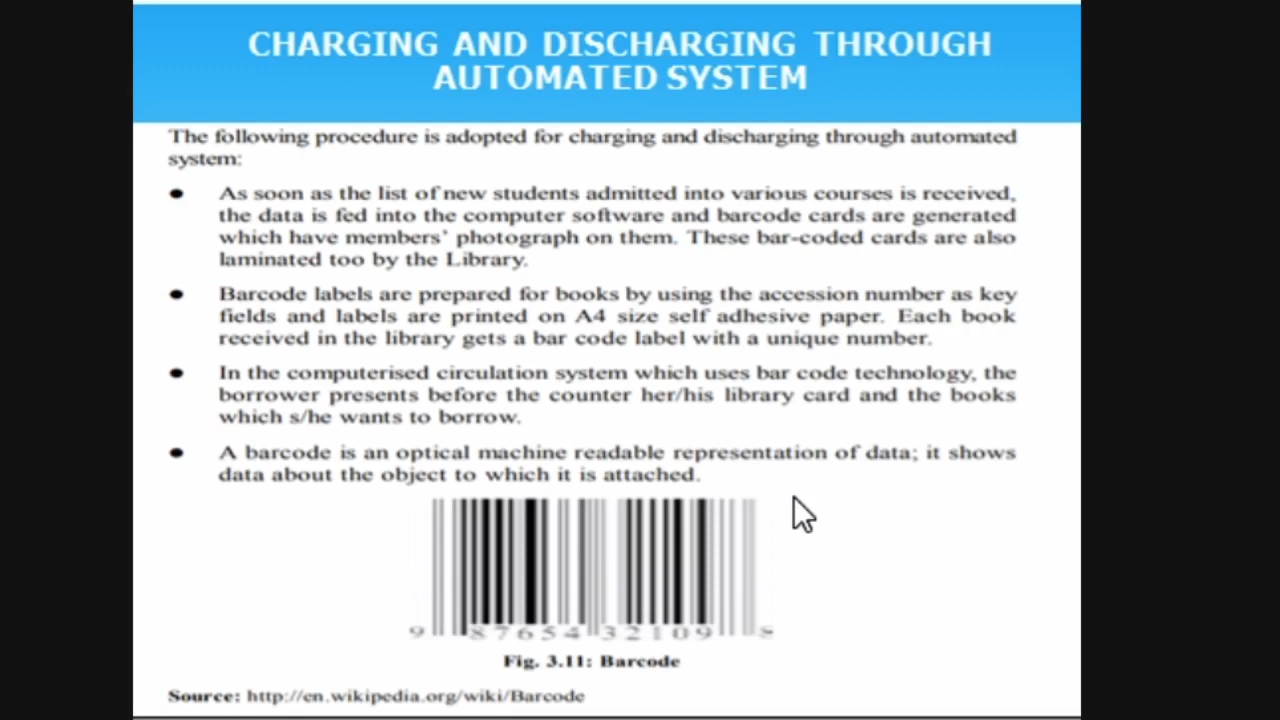 CHARGING AND DISCHARGING THROUGH
AUTOMATED SYSTEM
The following procedure is adopted for charging and discharging through automated
system:
● As soon as the list of new students admitted into various courses is received,
the data is fed into the computer software and barcode cards are generated
which have members' photograph on them. These bar-coded cards are also
laminated too by the Library.
● Barcode labels are prepared for books by using the accession number as key
fields and labels are printed on A4 size self adhesive paper. Each book
received in the library gets a bar code label with a unique number.
● In the computerised circulation system which uses bar code technology, the
borrower presents before the counter her/his library card and the books
which s/he wants to borrow.
● A barcode is an optical machine readable representation of data; it shows
data about the object to which it is attached.
9 87654 32109
Fig. 3.11: Barcode
Source: http://en.wikipedia.org/wiki/Barcode